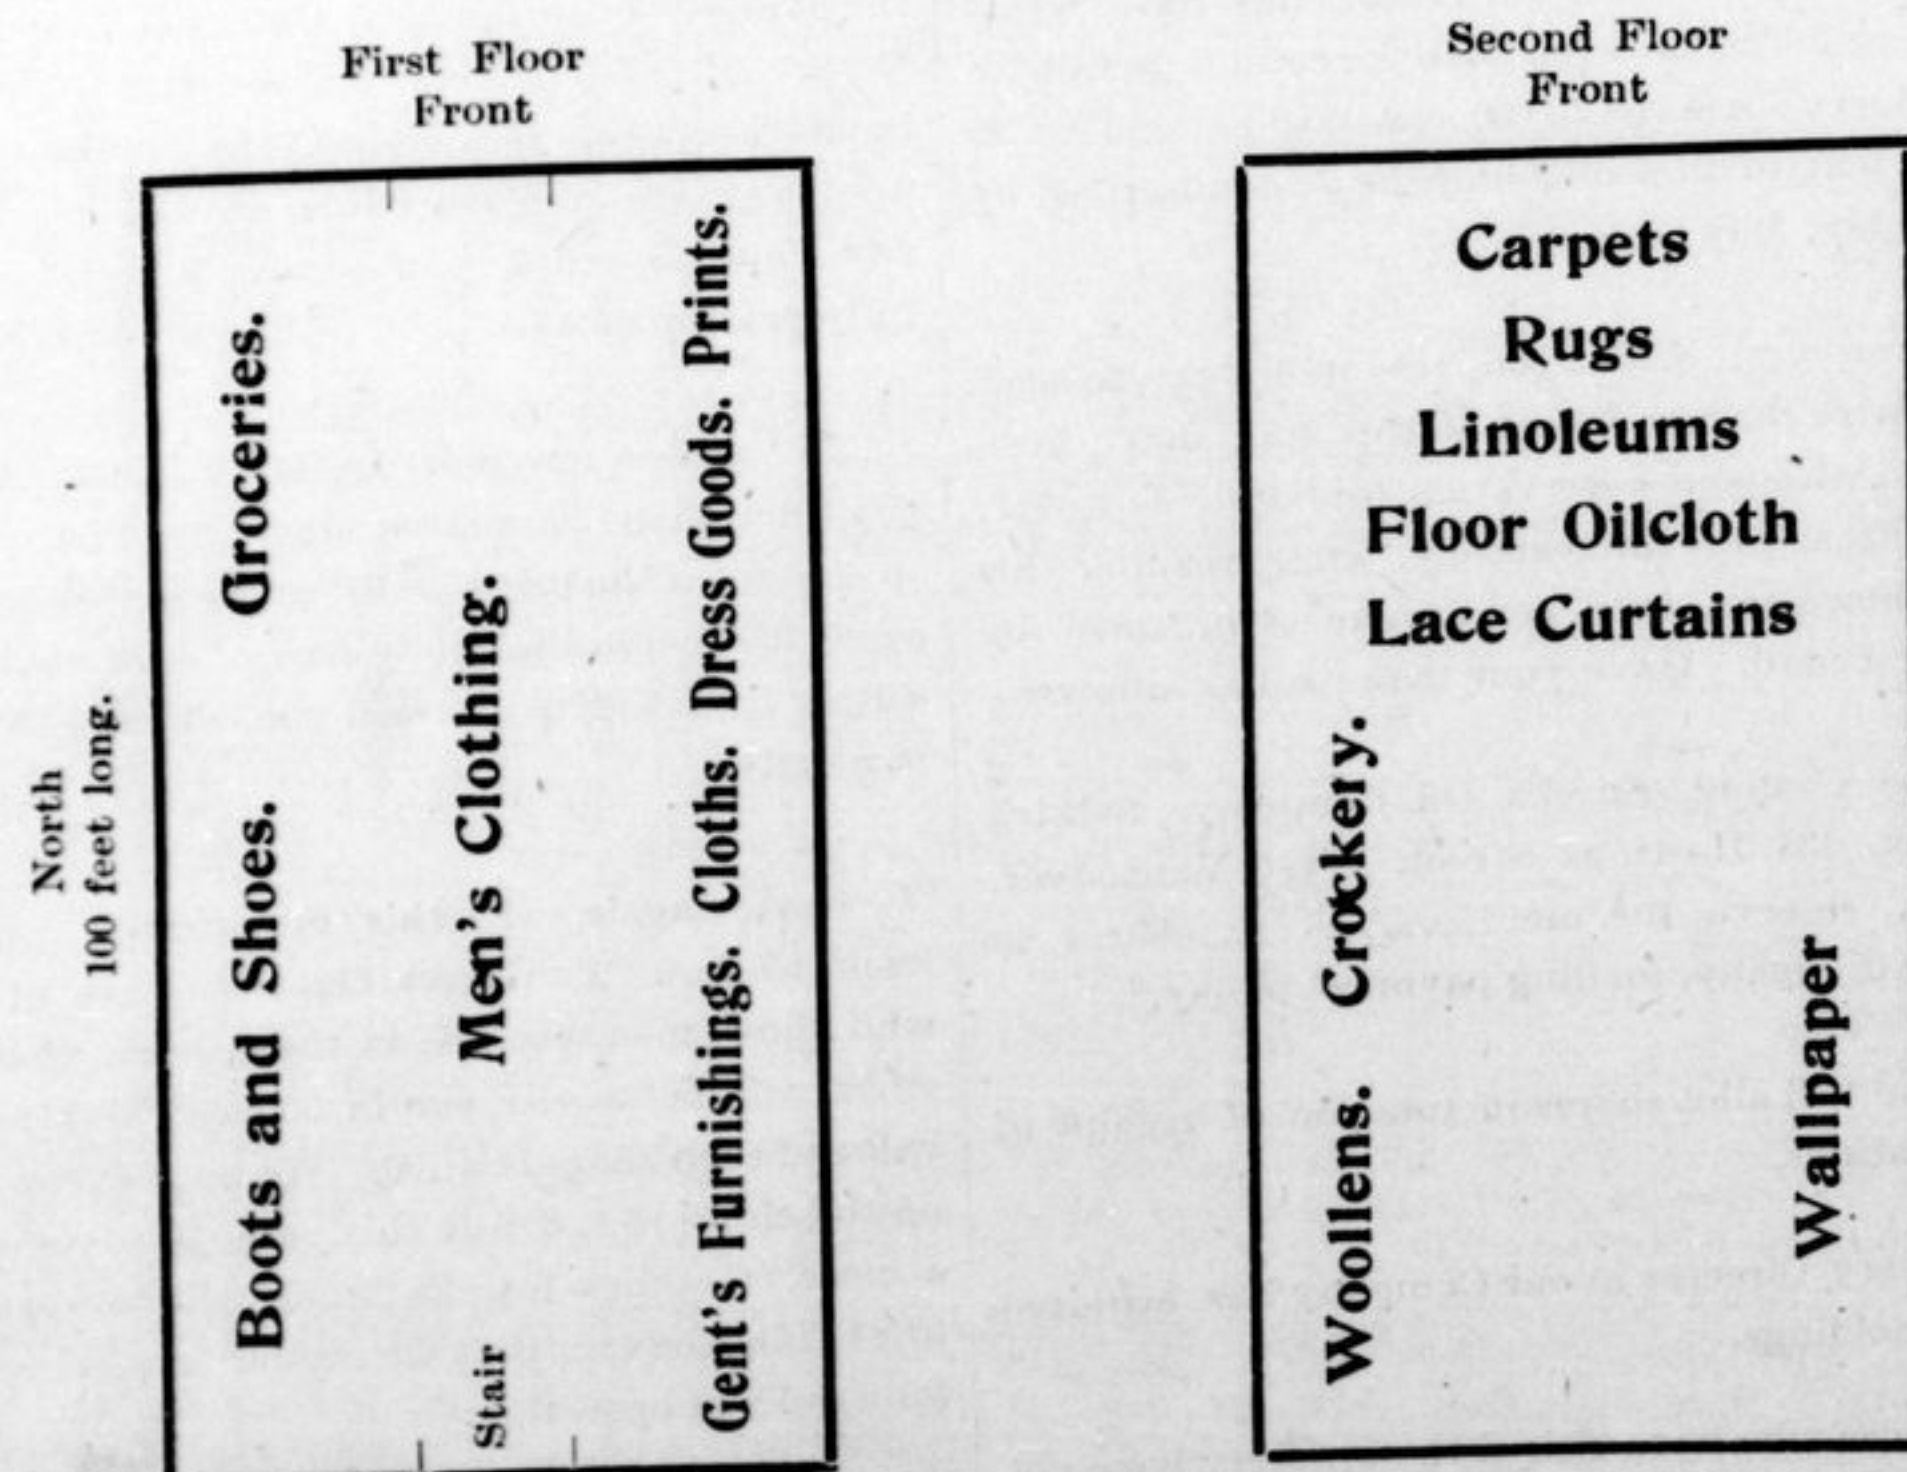 First Floor
Front
North
100 feet long.
Boots and Shoes. Groceries.
Stair
Men's Clothing.
Gent's Furnishings. Cloths. Dress Goods. Prints.
Second Floor
Front
Carpets
Rugs
Linoleums
Floor Oilcloth
Lace Curtains
Woollens. Crockery.
Wallpaper